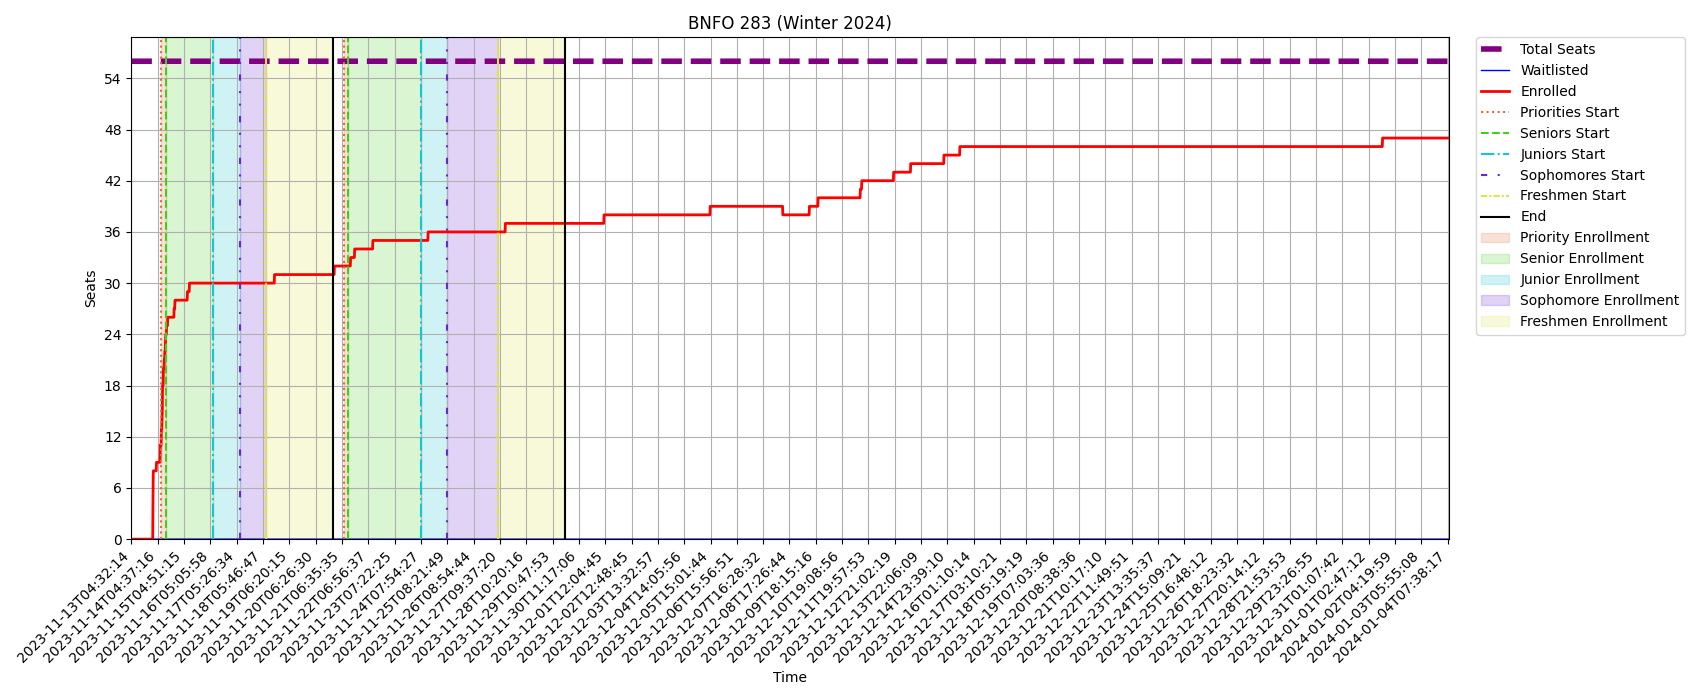 BNFO 283 (Winter 2024)
Total Seats
Waitlisted
Enrolled
Priorities Start
Seniors Start
Juniors Start
Sophomores Start
Freshmen Start
End
Priority Enrollment
Senior Enrollment
Junior Enrollment
Sophomore Enrollment
Freshmen Enrollment
Seats
54
48
42
36
30
24
18
12
6
0
2023-11-13T04:32:14
2023-11-14T04:37:16
2023-11-15T04:51:15
2023-11-16T05:05:58
2023-11-17T05:26:34
2023-11-18T05:46:47
2023-11-19T06:20:15
2023-11-20T06:26:30
2023-11-21T06:35:35
2023-11-22T06:56:37
2023-11-23T07:22:25
2023-11-24T07:54:27
2023-11-25T08:21:49
2023-11-26T08:54:44
2023-11-27T09:37:20
2023-11-28T10:20:16
2023-11-29T10:47:53
2023-11-30T11:17:06
2023-12-01T12:04:45
2023-12-02T12:48:45
2023-12-03T13:32:57
2023-12-04T14:05:56
2023-12-05T15:01:44
2023-12-06T15:56:51
2023-12-07T16:28:32
2023-12-08T17:26:44
2023-12-09T18:15:16
2023-12-10T19:08:56
2023-12-11T19:57:53
2023-12-12T21:02:19
2023-12-13T22:06:09
2023-12-14T23:39:10
2023-12-16T01:10:14
2023-12-17T03:10:21
2023-12-18T05:19:19
2023-12-19T07:03:36
2023-12-20T08:38:36
2023-12-21T10:17:10
2023-12-22T11:49:51
2023-12-23T13:35:37
2023-12-24T15:09:21
2023-12-25T16:48:12
2023-12-26T18:23:32
2023-12-27T20:14:12
2023-12-28T21:53:53
2023-12-29T23:26:55
2023-12-31T01:07:42
2024-01-01T02:47:12
2024-01-02T04:19:59
2024-01-03T05:55:08
2024-01-04T07:38:17
Time